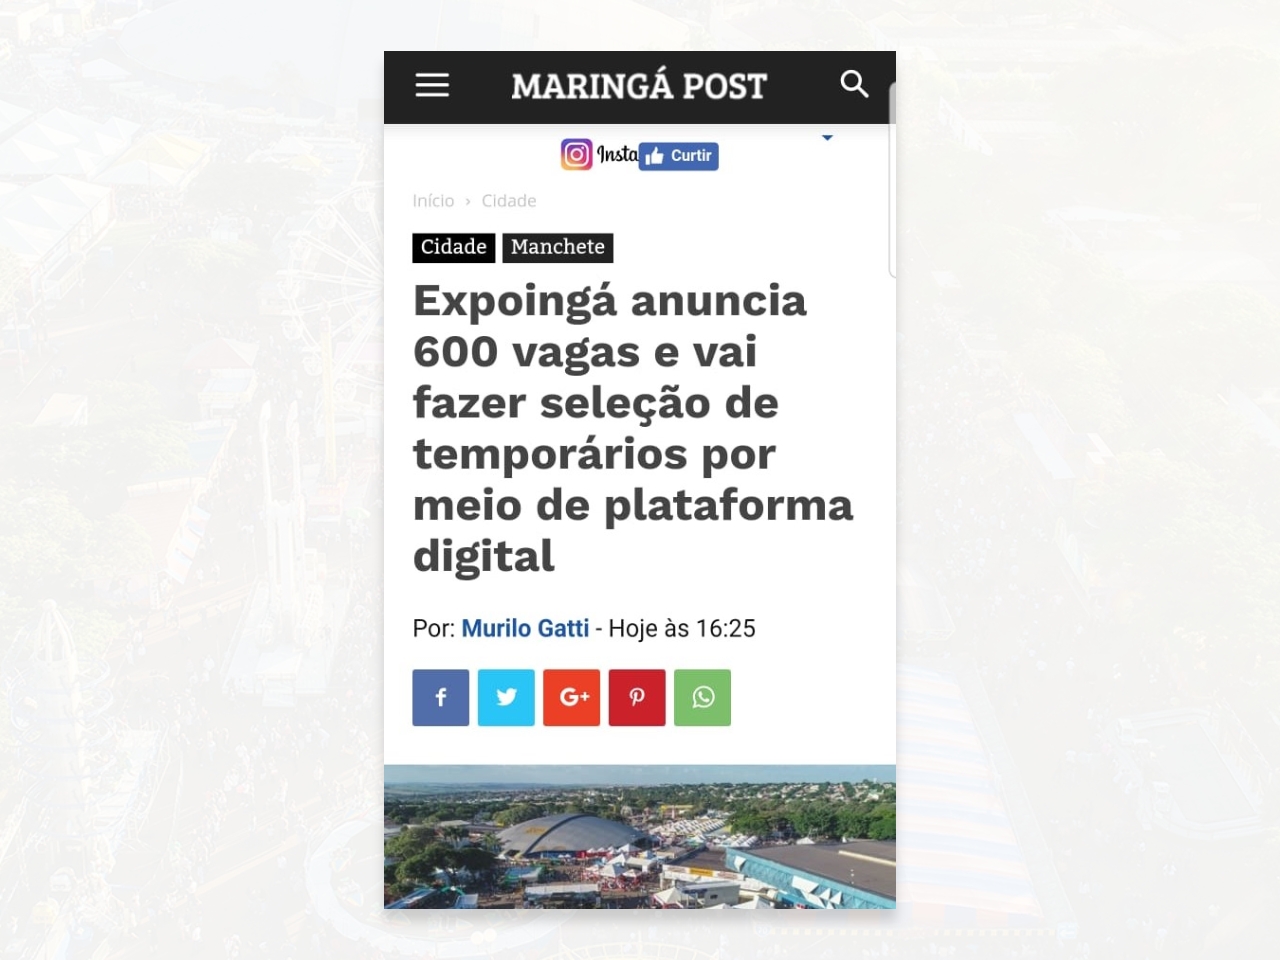 MARINGÁ POST
Insta
Curtir
Início › Cidade
Cidade
Manchete
Expoingá anuncia
600 vagas e vai
fazer seleção de
temporários por
meio de plataforma
digital
Por: Murilo Gatti - Hoje às 16:25